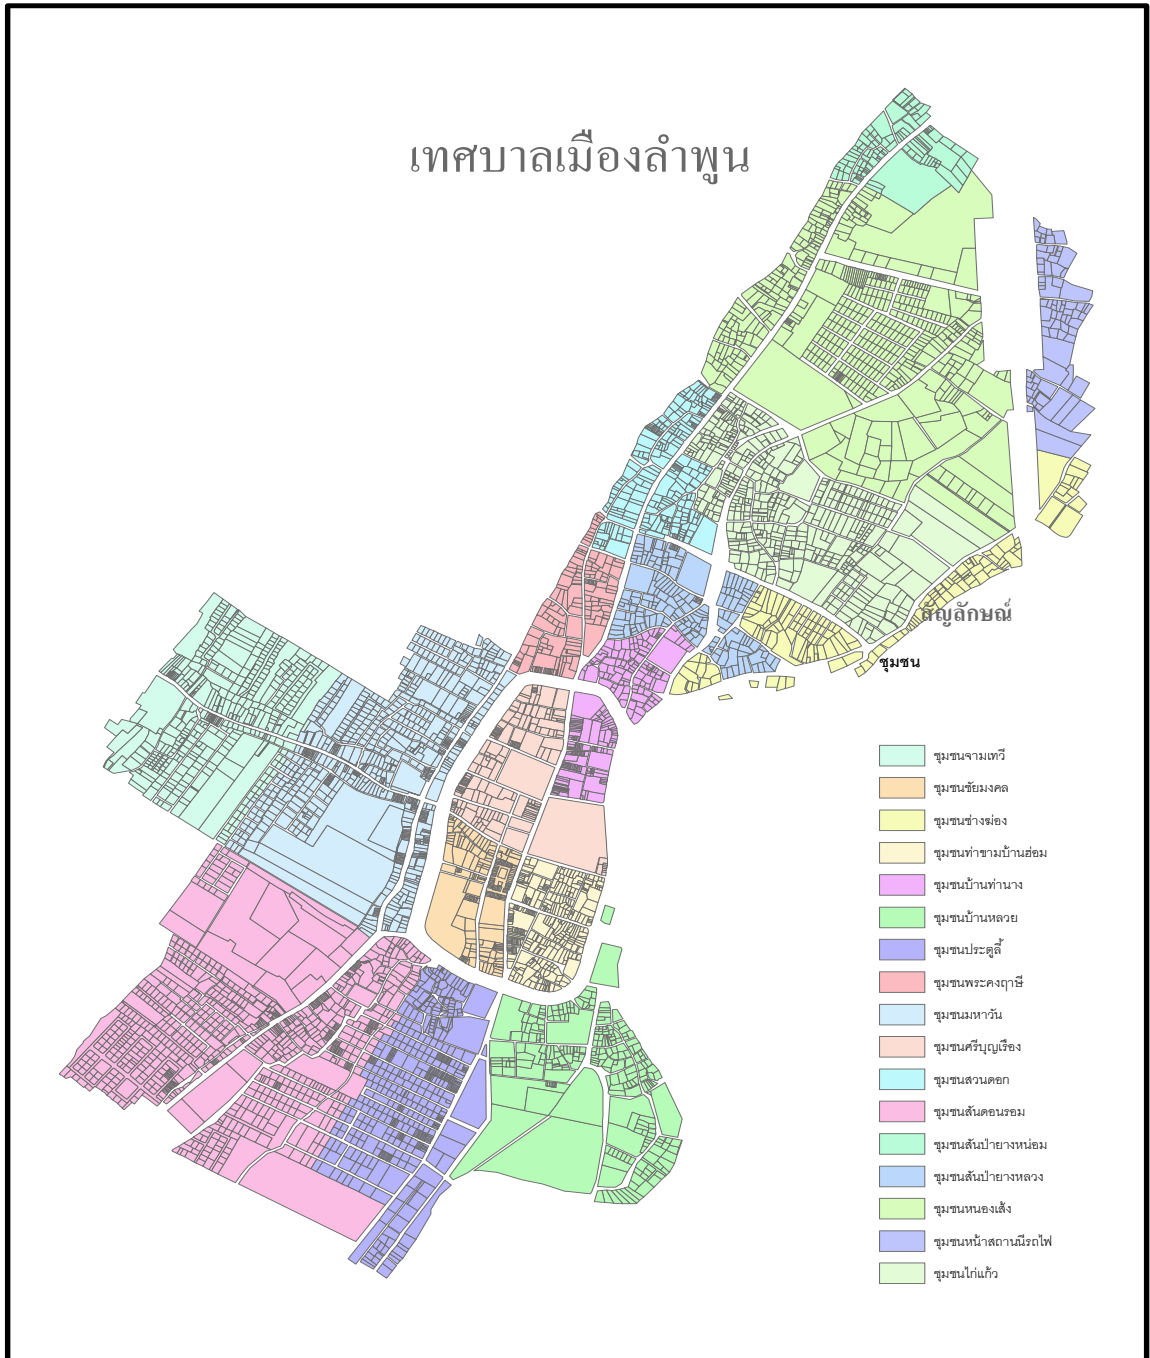 เทศบาลเมืองลำพูน
สัญลักษณ์
ชุมชน
ชุมชนจามเทวี
ชุมชนชัยมงคล
ชุมชนช่างฆ้อง
ชุมชนท่าขามบ้านฮ่อม
ชุมชนบ้านท่านาง
ชุมชนบ้านหลวย
ชุมชนประตูลี้
ชุมชนพระคงฤาษี
ชุมชนมหาวัน
ชุมชนศรีบุญเรือง
ชุมชนสวนดอก
ชุมชนสันดอนรอม
ชุมชนสันป่ายางหน่อม
ชุมชนสันป่ายางหลวง
ชุมชนหนองเส้ง
ชุมชนหน้าสถานนีรถไฟ
ชุมชนไก่แก้ว